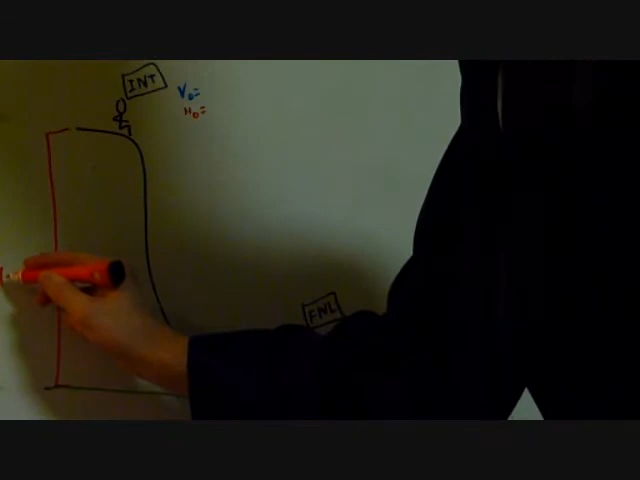 INT
V₀=
H₀=
FNL